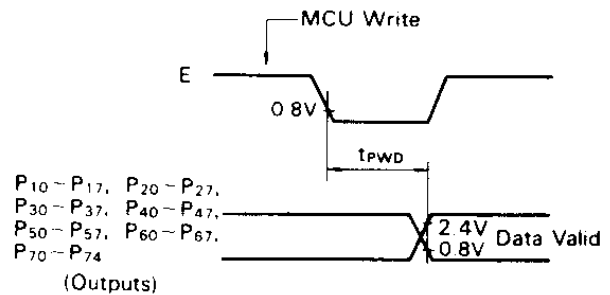 MCU Write
E
0.8V
tPWD
P10~P17, P20~P27,
P30~P37, P40~P47,
P50~P57, P60~P67,
P70~P74
(Outputs)
2.4V
0.8V
Data Valid